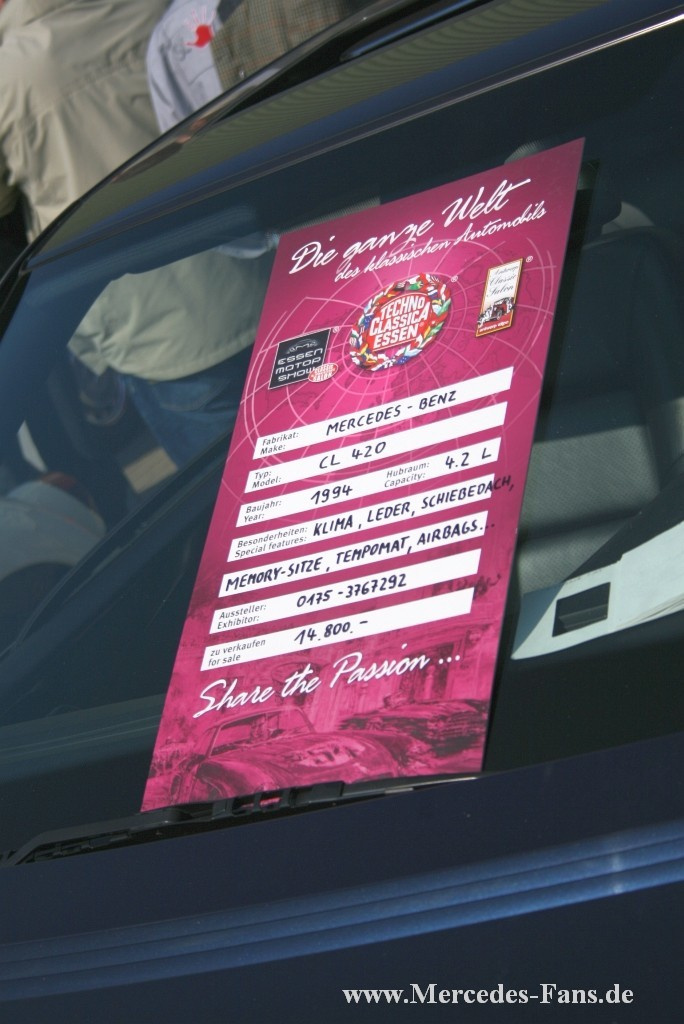 Die ganze Welt
des klassischen Automobils
TECHNO
CLASSICA
ESSEN
®
®
Classic
Salon
ESSEN
MOTOR
SHOW
®
Fabrikat:
Make:
MERCEDES - BENZ
Typ:
Model:
CL 420
Baujahr:
Year:
1994
Hubraum:
Capacity:
4.2 L
Besonderheiten:
Special features:
KLIMA, LEDER, SCHIEBEDACH,
MEMORY-SITZE, TEMPOMAT, AIRBAGS...
Aussteller:
Exhibitor:
0175 - 3767292
zu verkaufen
for sale
14.800.-
Share the Passion ...
www.Mercedes-Fans.de